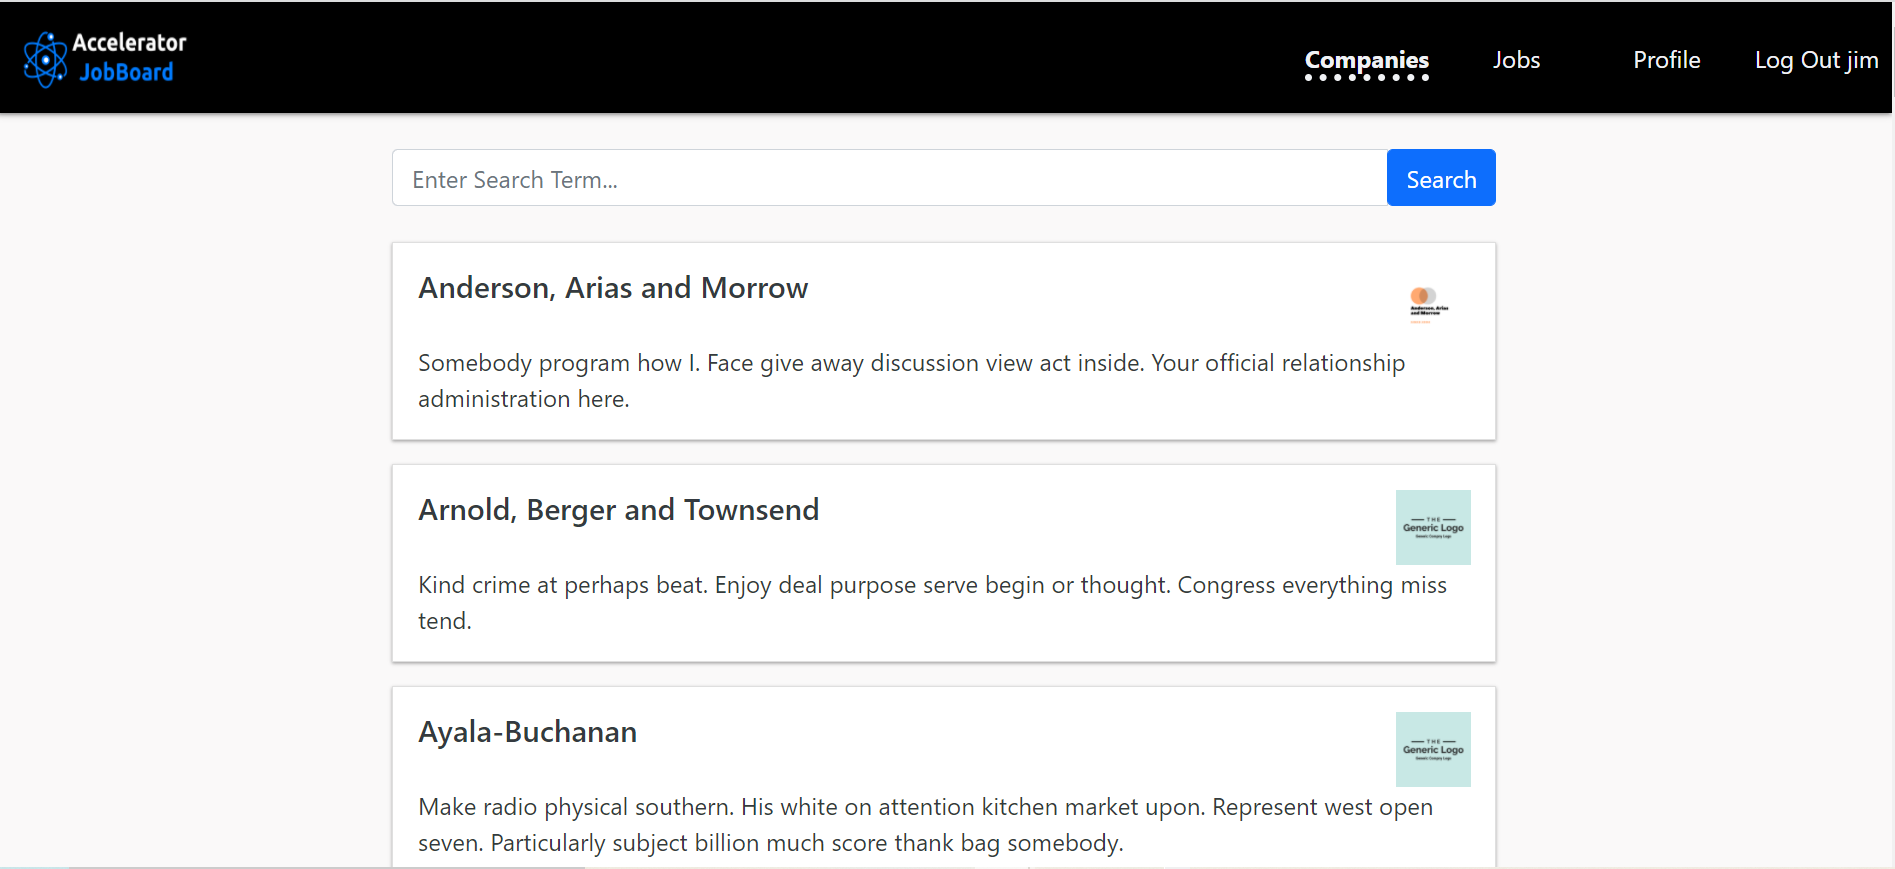 Accelerator
JobBoard
Companies
Jobs
Profile
Log Out jim
Enter Search Term...
Search
Anderson, Arias and Morrow
Anderson, Arias
and Morrow
Somebody program how I. Face give away discussion view act inside. Your official relationship
administration here.
Arnold, Berger and Townsend
THE
Generic Logo
Kind crime at perhaps beat. Enjoy deal purpose serve begin or thought. Congress everything miss
tend.
Ayala-Buchanan
THE
Generic Logo
Make radio physical southern. His white on attention kitchen market upon. Represent west open
seven. Particularly subject billion much score thank bag somebody.